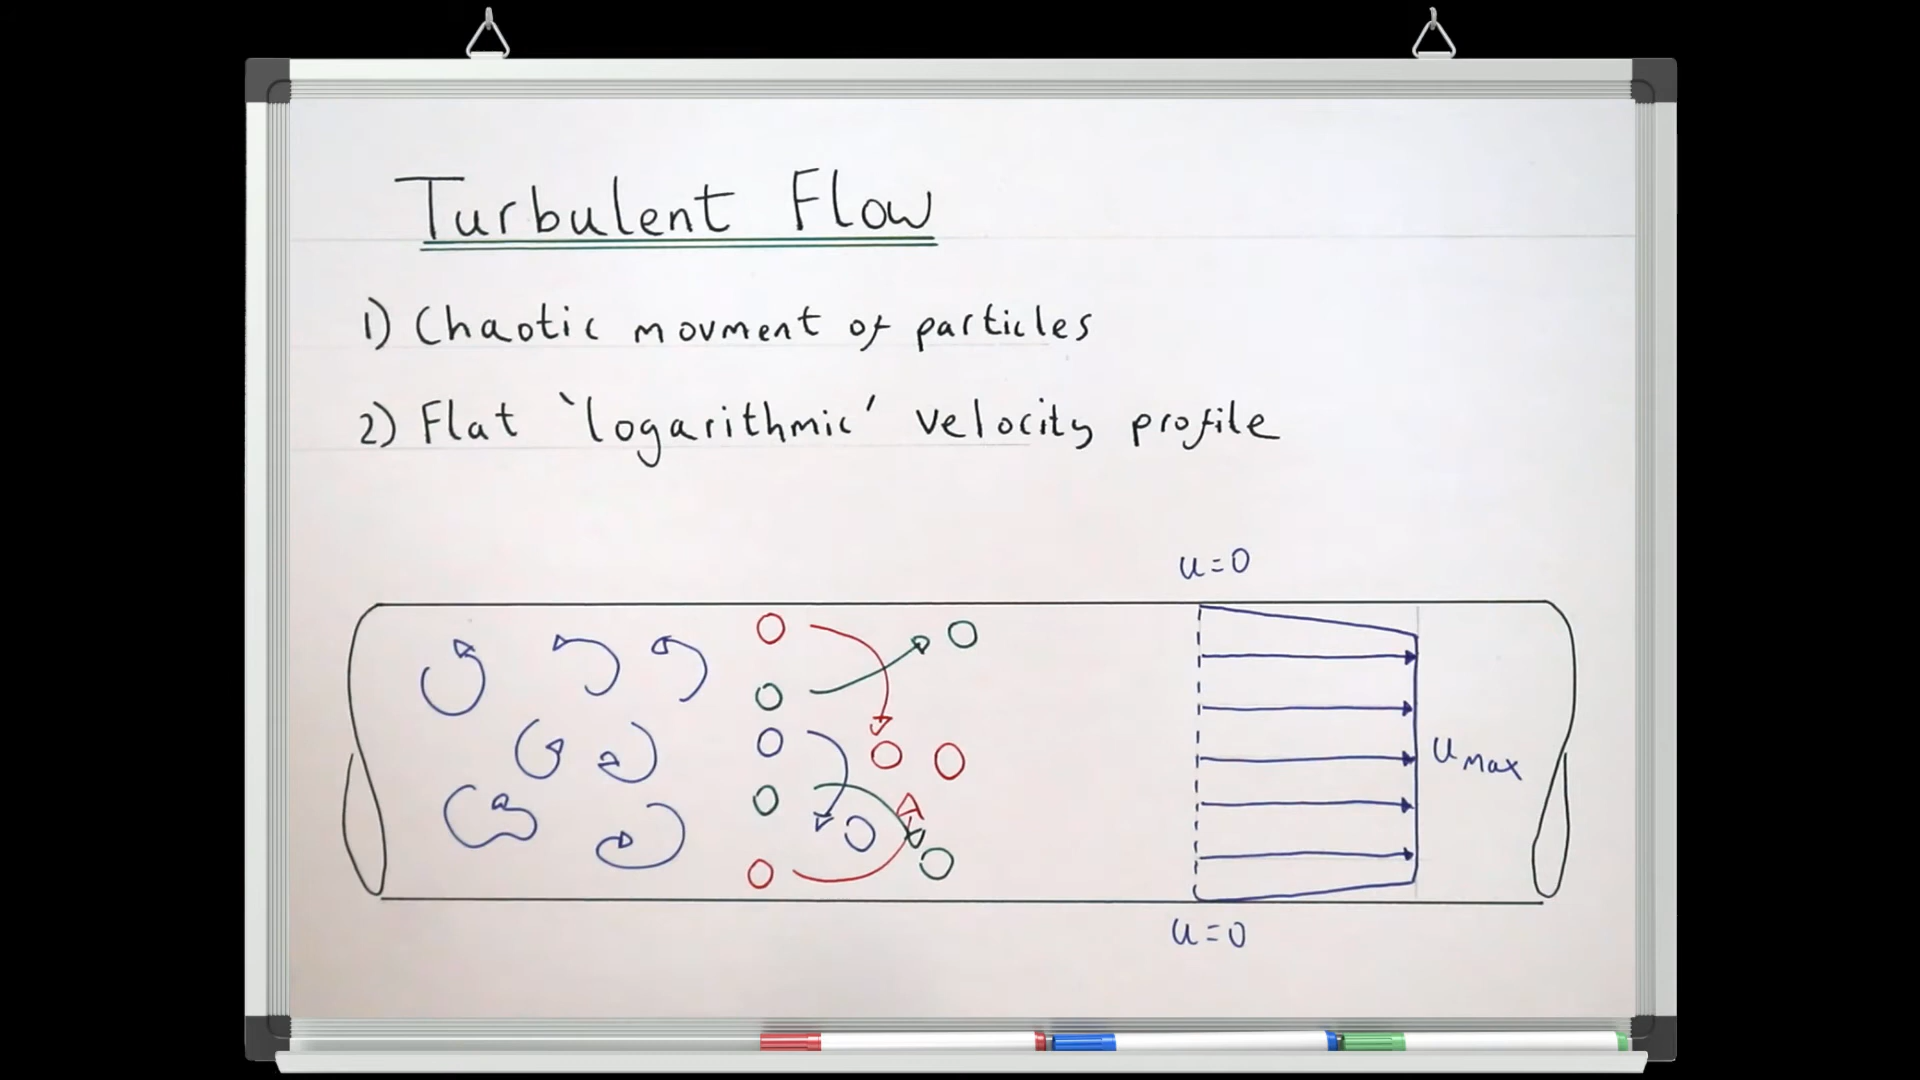 Turbulent Flow
1) Chaotic movment of particles
2) Flat 'logarithmic' velocity profile
u=0
u max
u=0